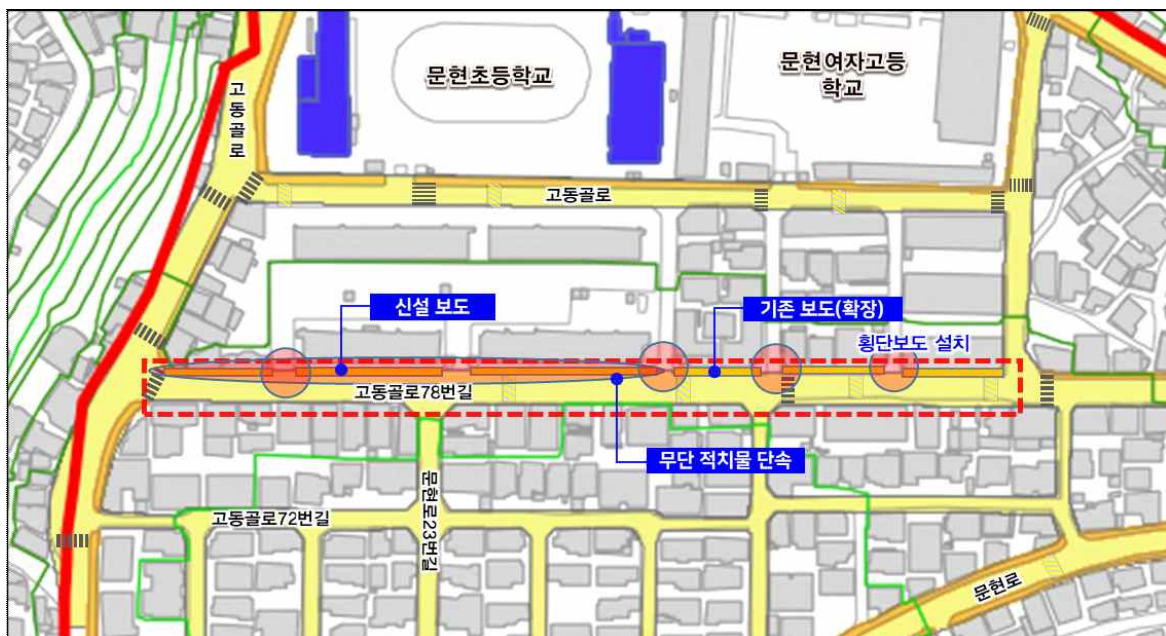 문현초등학교
문현여자고등
학교
고동골로
고동골로
신설 보도
기존 보도(확장)
횡단보도 설치
고동골로78번길
무단 적치물 단속
고동골로72번길
문현로23번길
문현로